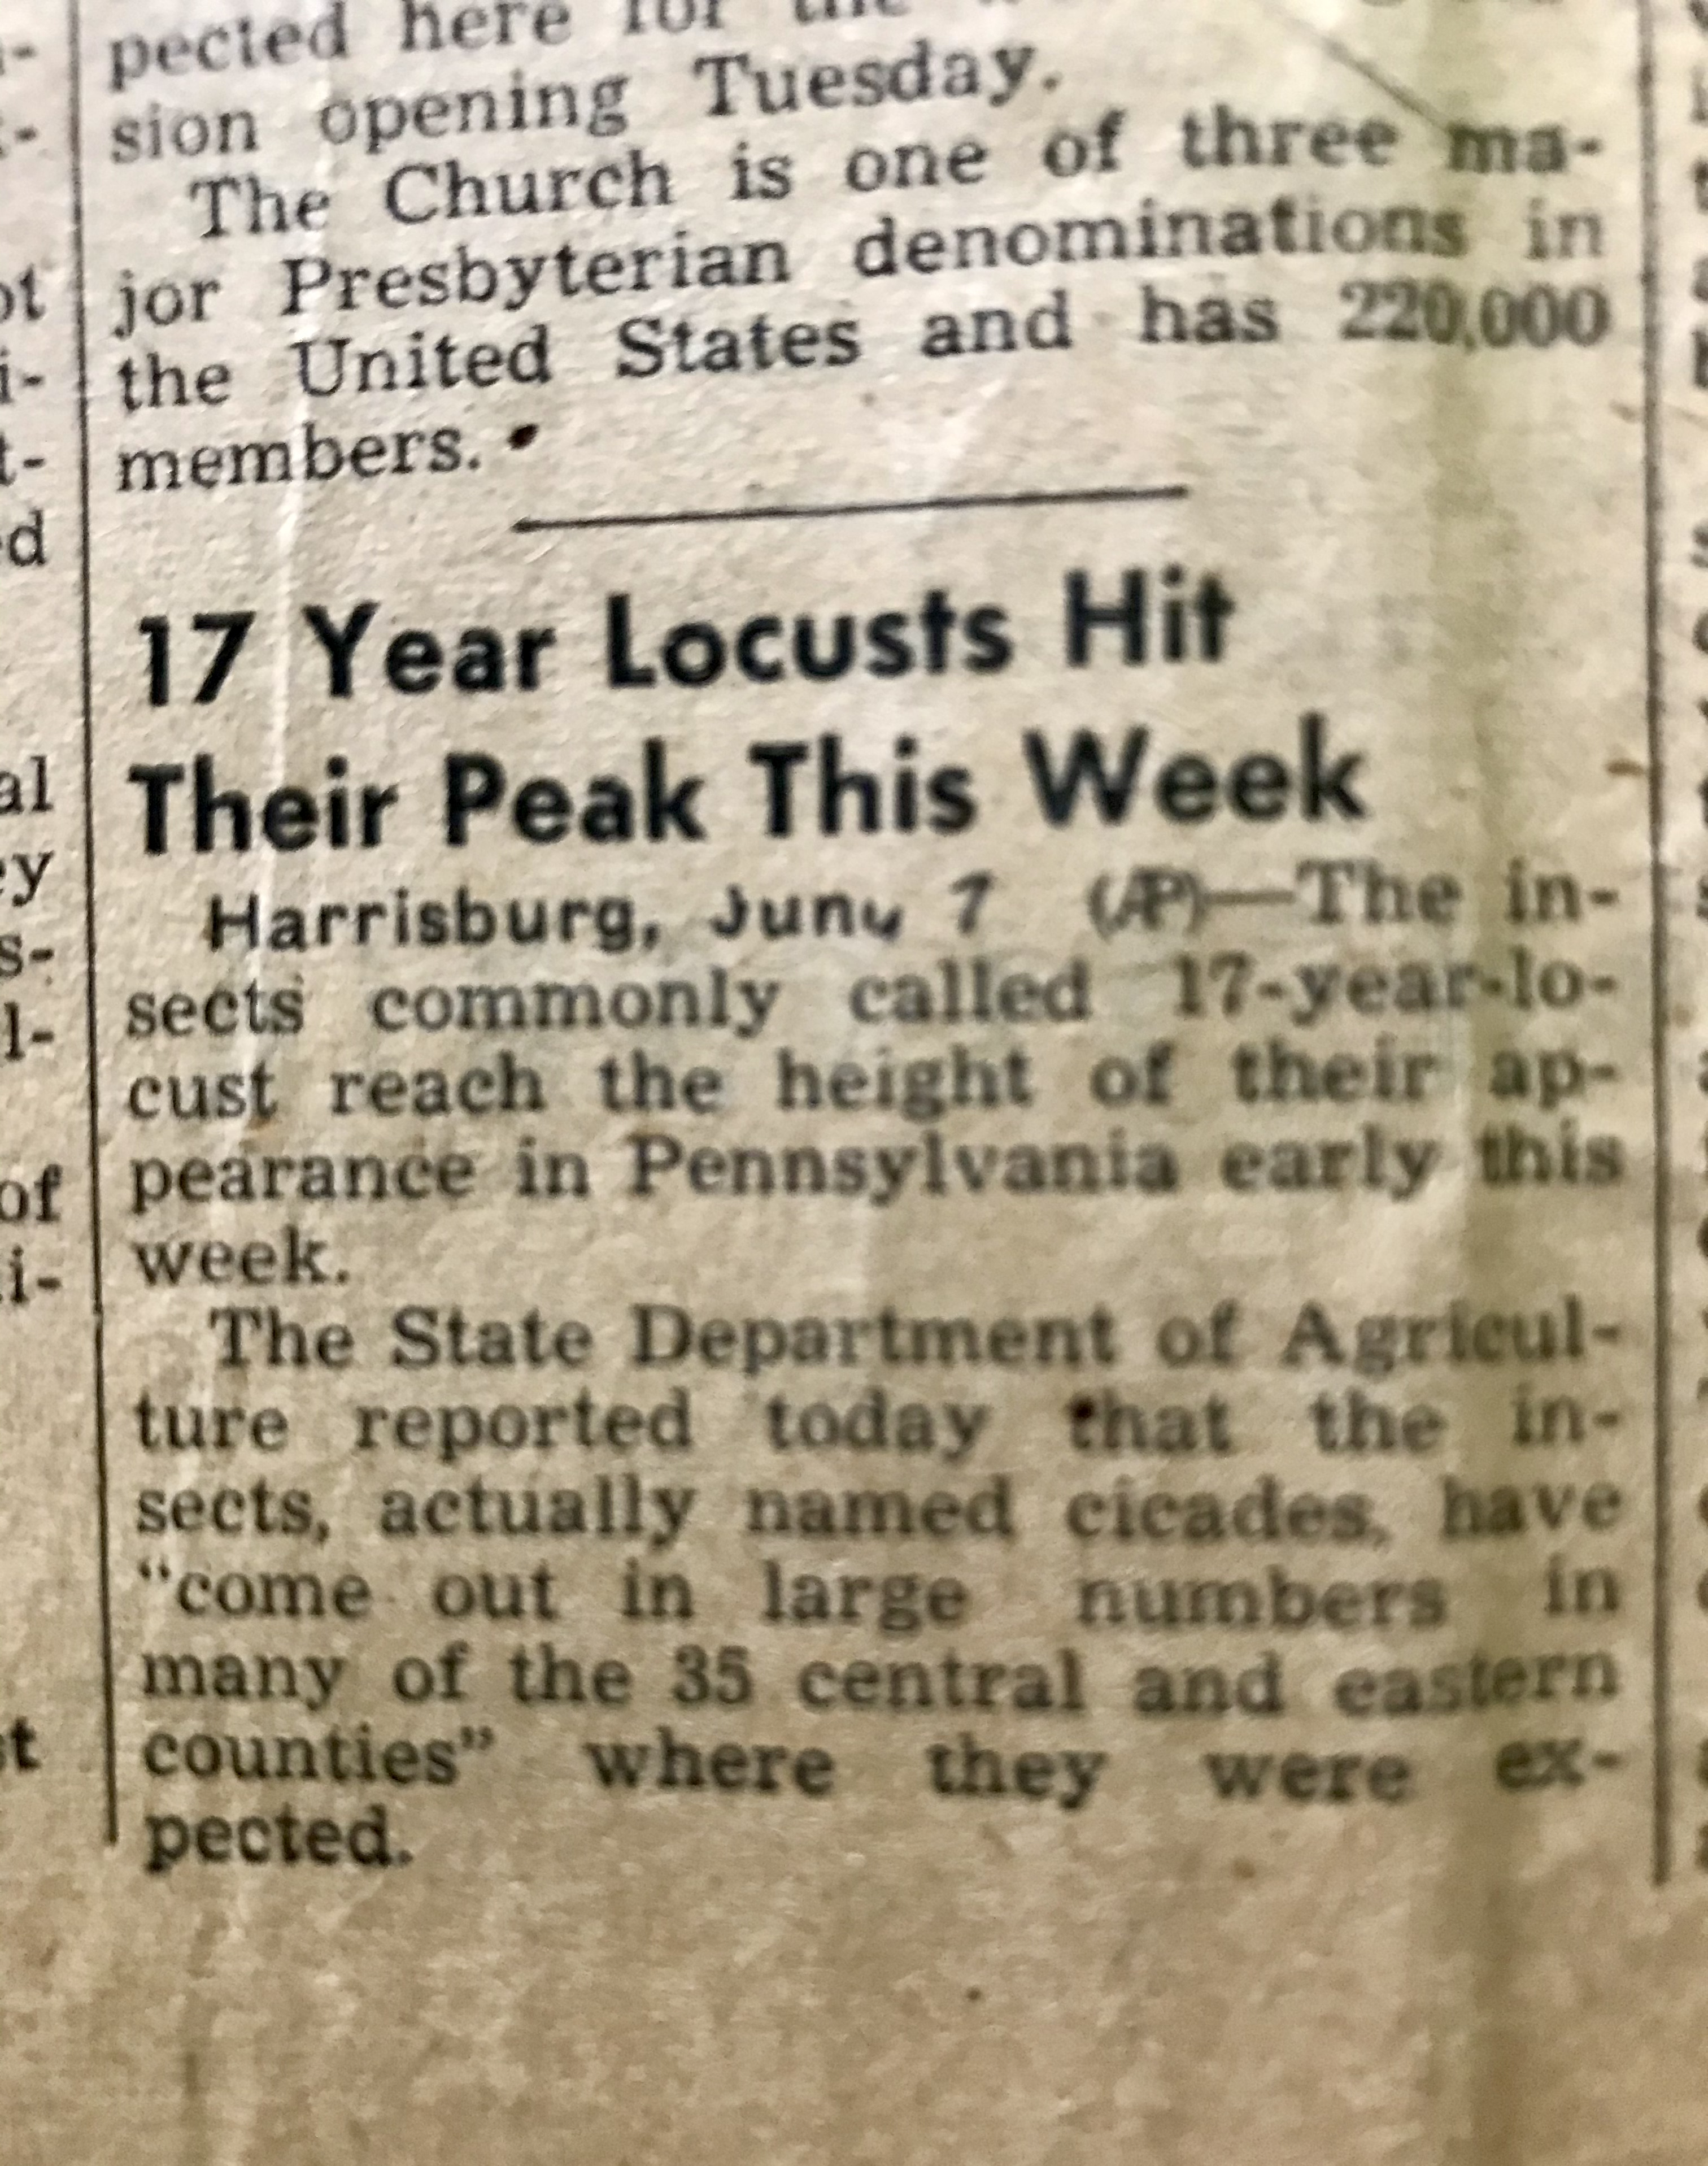 pected here for the
sion opening Tuesday.
The Church is one of three ma-
jor Presbyterian denominations in
the United States and has 220,000
members.
17 Year Locusts Hit
Their Peak This Week
Harrisburg, June 7 (AP)—The in-
sects commonly called 17-year-lo-
cust reach the height of their ap-
pearance in Pennsylvania early this
week.
The State Department of Agricul-
ture reported today that the in-
sects, actually named cicades, have
"come out in large numbers in
many of the 35 central and eastern
counties" where they were ex-
pected.